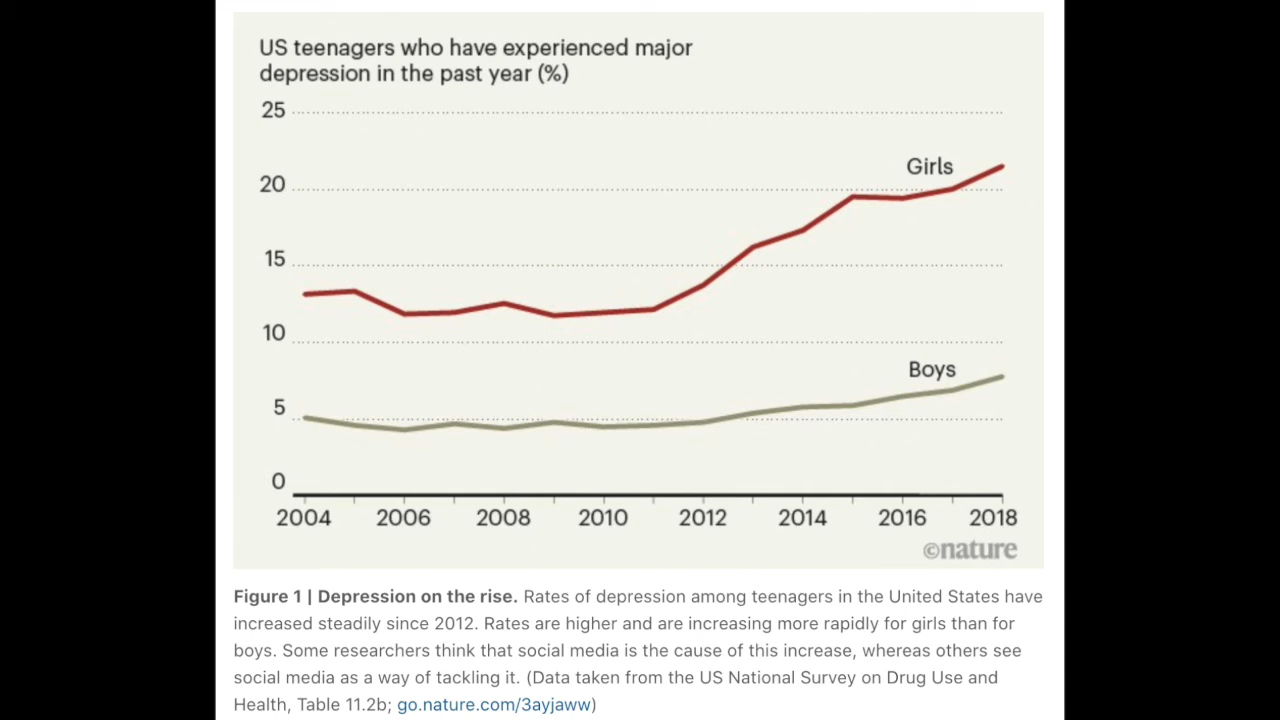 US teenagers who have experienced major
depression in the past year (%)
25
Girls
20
15
10
Boys
5
0
2004 2006 2008 2010 2012 2014 2016 2018
©nature
Figure 1 | Depression on the rise. Rates of depression among teenagers in the United States have
increased steadily since 2012. Rates are higher and are increasing more rapidly for girls than for
boys. Some researchers think that social media is the cause of this increase, whereas others see
social media as a way of tackling it. (Data taken from the US National Survey on Drug Use and
Health, Table 11.2b; go.nature.com/3ayjaww)